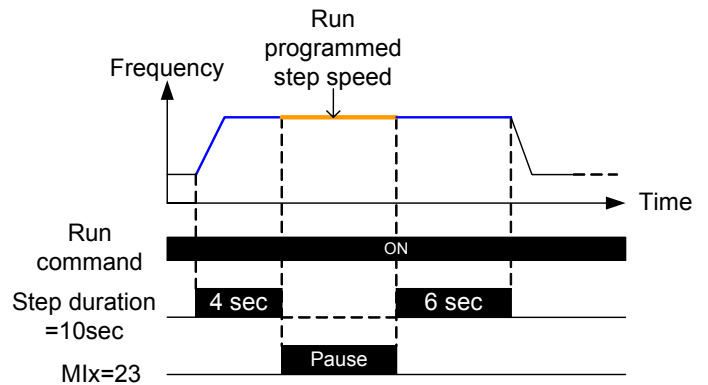 Run
programmed
step speed
Frequency
Time
Run
command
ON
Step duration
=10sec
4 sec
6 sec
MIx=23
Pause